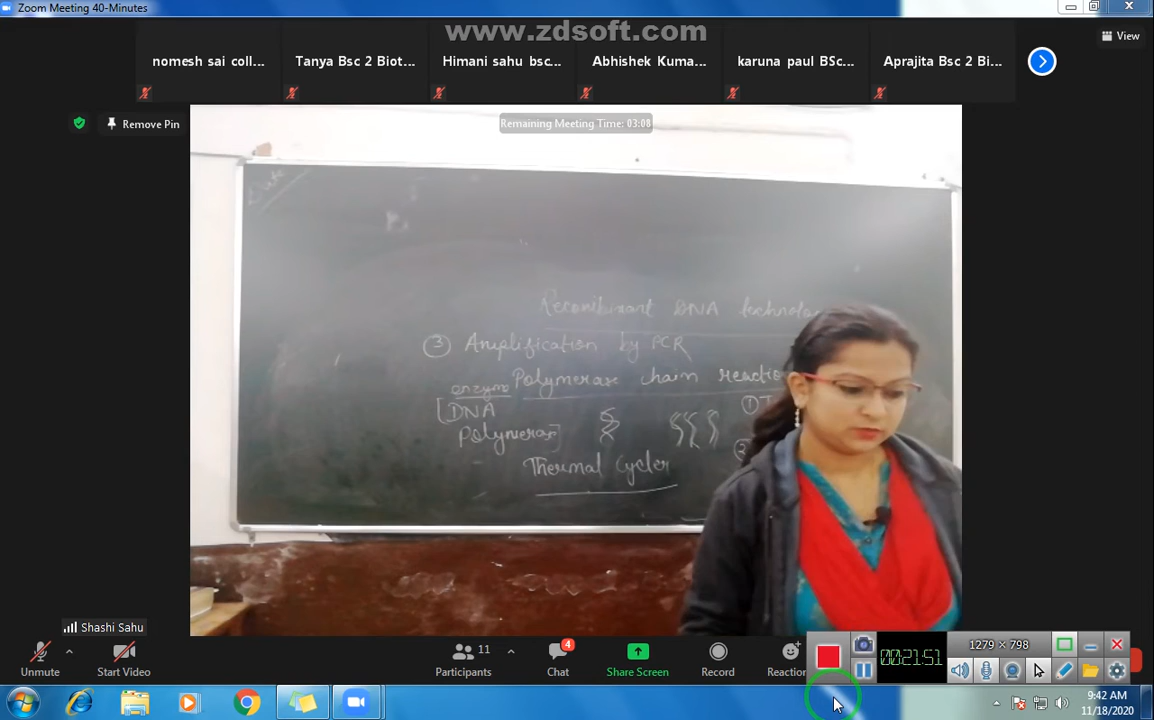 Zoom Meeting 40-Minutes
www.zdsoft.com
View
nomesh sai coll...
Tanya Bsc 2 Biot...
Himani sahu bsc...
Abhishek Kuma...
karuna paul BSc...
Aprajita Bsc 2 Bi...
Remove Pin
Remaining Meeting Time: 03:08
Date
Recombinant DNA technolo
③ Amplification by PCR
Polymerase chain reactio
enzyme
[DNA
Polymerase]
① T
②
Thermal Cycler
Shashi Sahu
Unmute
Start Video
11
Participants
4
Chat
Share Screen
Record
Reaction
00:21:51
1279 × 798
9:42 AM
11/18/2020